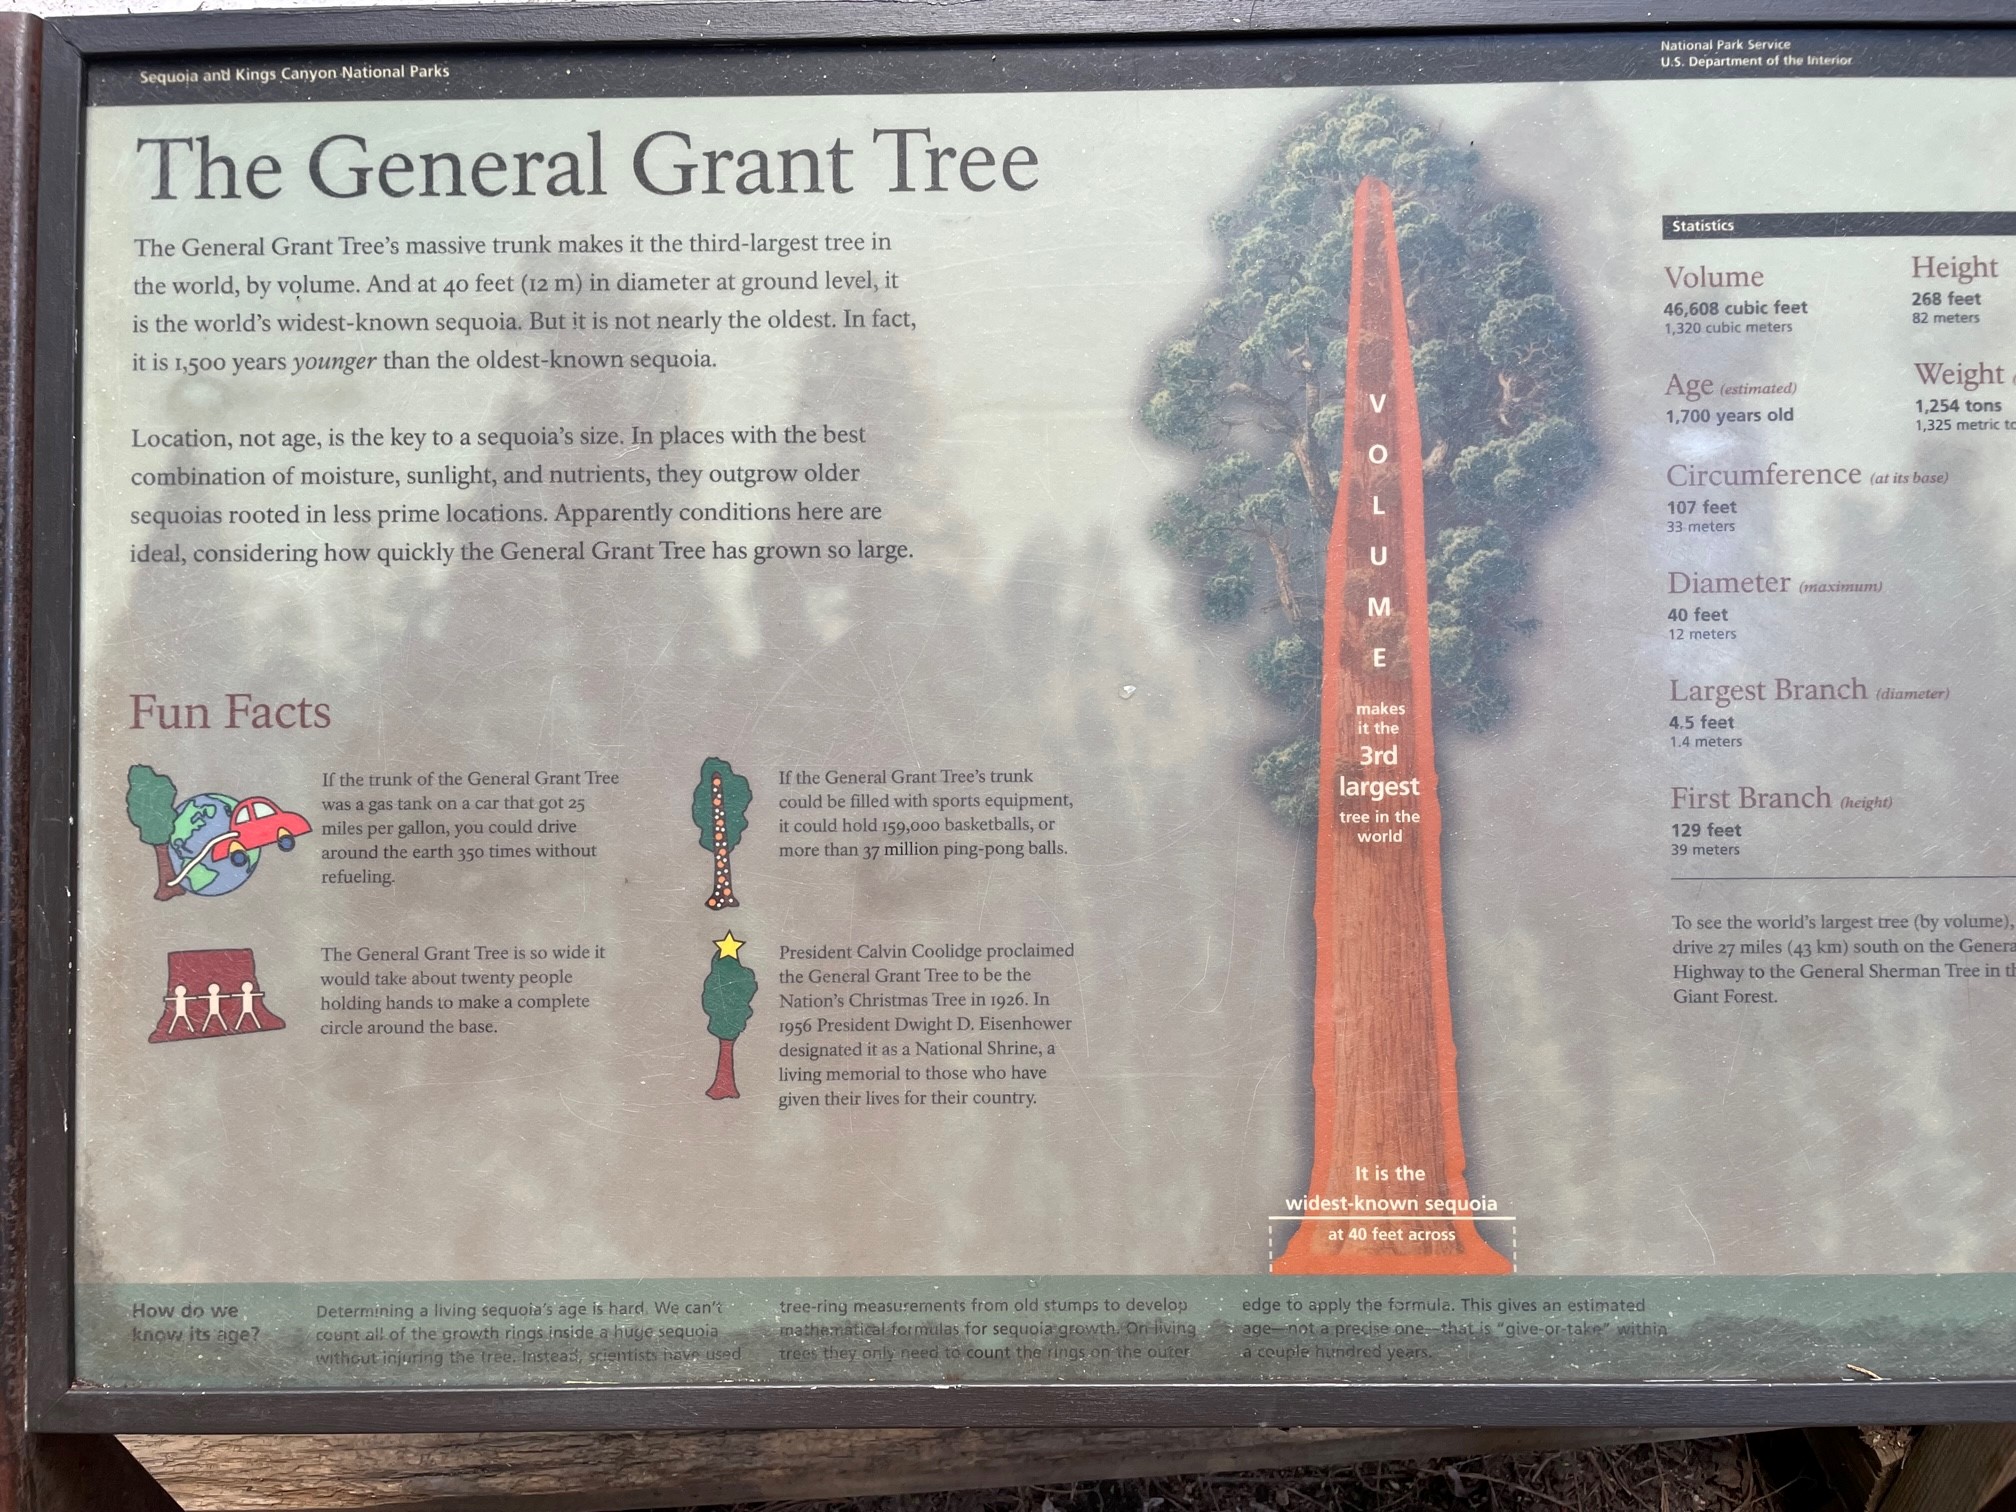 Sequoia and Kings Canyon National Parks
National Park Service
U.S. Department of the Interior
The General Grant Tree
The General Grant Tree's massive trunk makes it the third-largest tree in
the world, by volume. And at 40 feet (12 m) in diameter at ground level, it
is the world's widest-known sequoia. But it is not nearly the oldest. In fact,
it is 1,500 years younger than the oldest-known sequoia.
Location, not age, is the key to a sequoia's size. In places with the best
combination of moisture, sunlight, and nutrients, they outgrow older
sequoias rooted in less prime locations. Apparently conditions here are
ideal, considering how quickly the General Grant Tree has grown so large.
Fun Facts
If the trunk of the General Grant Tree
was a gas tank on a car that got 25
miles per gallon, you could drive
around the earth 350 times without
refueling.
The General Grant Tree is so wide it
would take about twenty people
holding hands to make a complete
circle around the base.
If the General Grant Tree's trunk
could be filled with sports equipment,
it could hold 159,000 basketballs, or
more than 37 million ping-pong balls.
President Calvin Coolidge proclaimed
the General Grant Tree to be the
Nation's Christmas Tree in 1926. In
1956 President Dwight D. Eisenhower
designated it as a National Shrine, a
living memorial to those who have
given their lives for their country.
VOLUME
makes
it the
3rd
largest
tree in the
world
It is the
widest-known sequoia
at 40 feet across
Statistics
Volume
46,608 cubic feet
1,320 cubic meters
Height
268 feet
82 meters
Age (estimated)
1,700 years old
Weight
1,254 tons
1,325 metric
Circumference (at its base)
107 feet
33 meters
Diameter (maximum)
40 feet
12 meters
Largest Branch (diameter)
4.5 feet
1.4 meters
First Branch (height)
129 feet
39 meters
To see the world's largest tree (by volume),
drive 27 miles (43 km) south on the
Highway to the General Sherman Tree in
Giant Forest.
How do we
know its age?
Determining a living sequoia's age is hard. We can't
count all of the growth rings inside a huge sequoia
without injuring the tree. Instead, scientists have used
tree-ring measurements from old stumps to develop
mathematical formulas for sequoia growth. On living
trees they only need to count the rings on the outer
edge to apply the formula. This gives an estimated
age—not a precise one—that is "give-or-take" within
a couple hundred years.